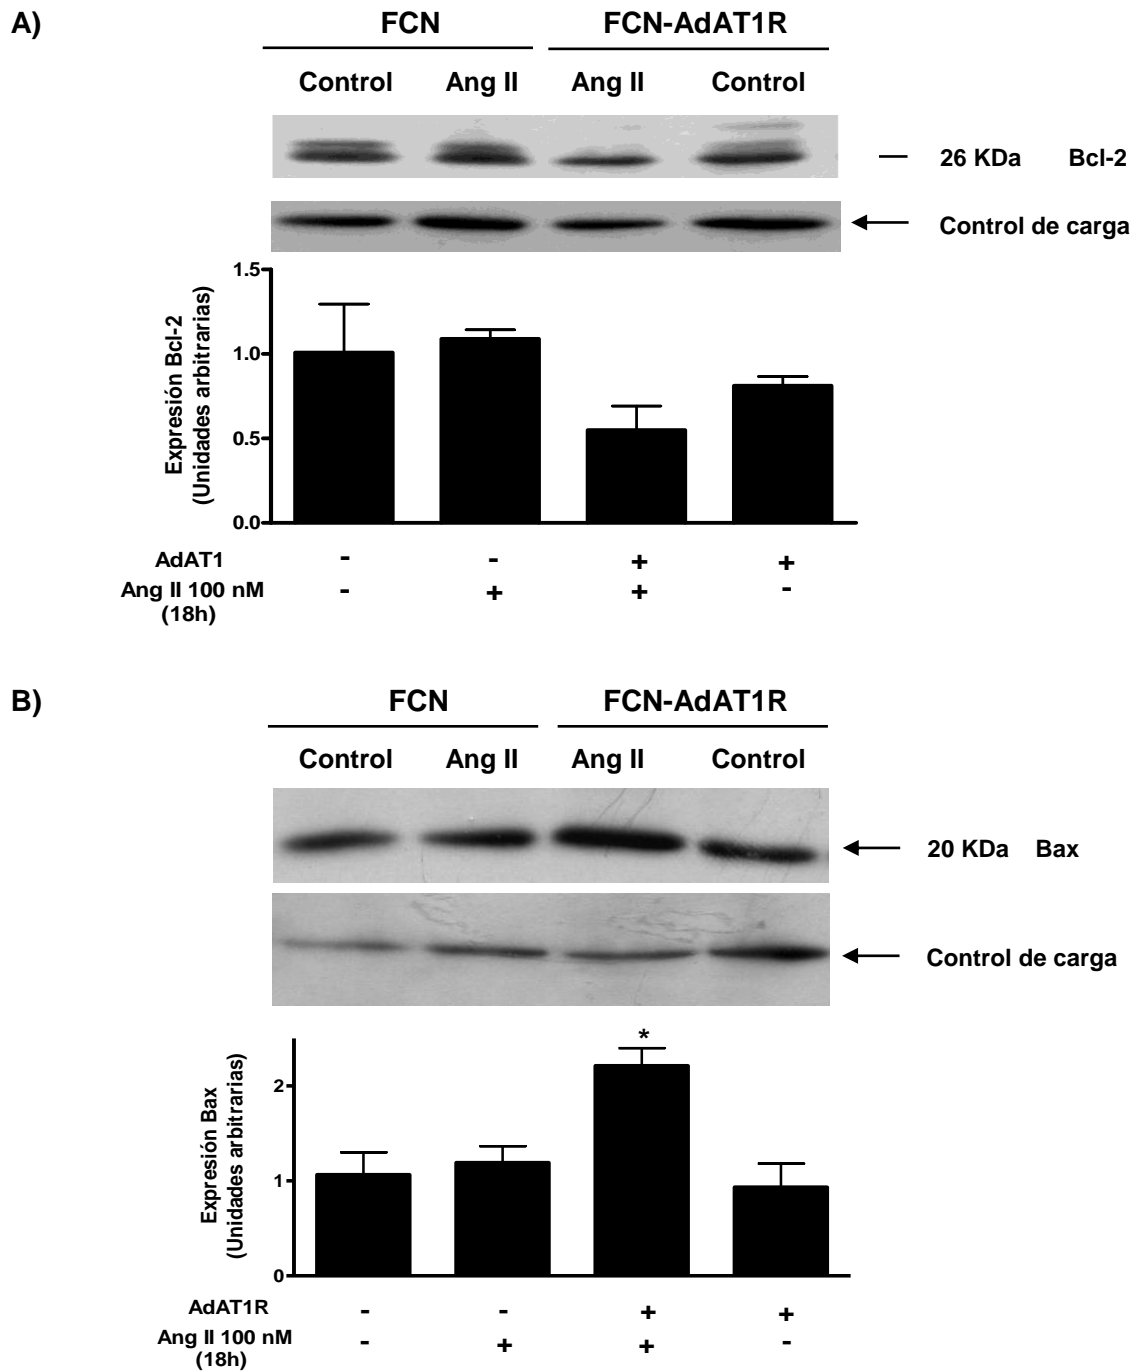 A)
FCN FCN-AdAT1R
Control Ang II Ang II Control
26 KDa Bcl-2
Control de carga
Expresión Bcl-2
(Unidades arbitrarias)
1.5
1.0
0.5
0.0
AdAT1 - - + +
Ang II 100 nM - + + -
(18h)
B)
FCN FCN-AdAT1R
Control Ang II Ang II Control
20 KDa Bax
Control de carga
*
Expresión Bax
(Unidades arbitrarias)
2
1
0
AdAT1R - - + +
Ang II 100 nM - + + -
(18h)